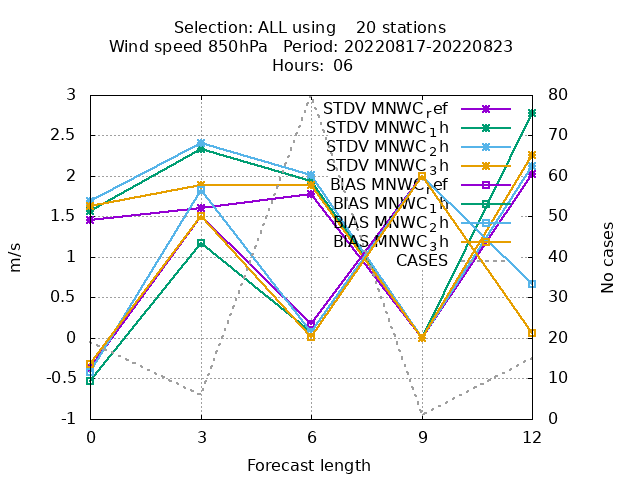 Selection: ALL using 20 stations
Wind speed 850hPa Period: 20220817-20220823
Hours: 06
3
2.5
2
1.5
1
0.5
0
-0.5
-1
80
70
60
50
40
30
20
10
0
STDV MNWC_ref
STDV MNWC_1h
STDV MNWC_2h
STDV MNWC_3h
BIAS MNWC_ref
BIAS MNWC_1h
BIAS MNWC_2h
BIAS MNWC_3h
CASES
m/s
No cases
0 3 6 9 12
Forecast length